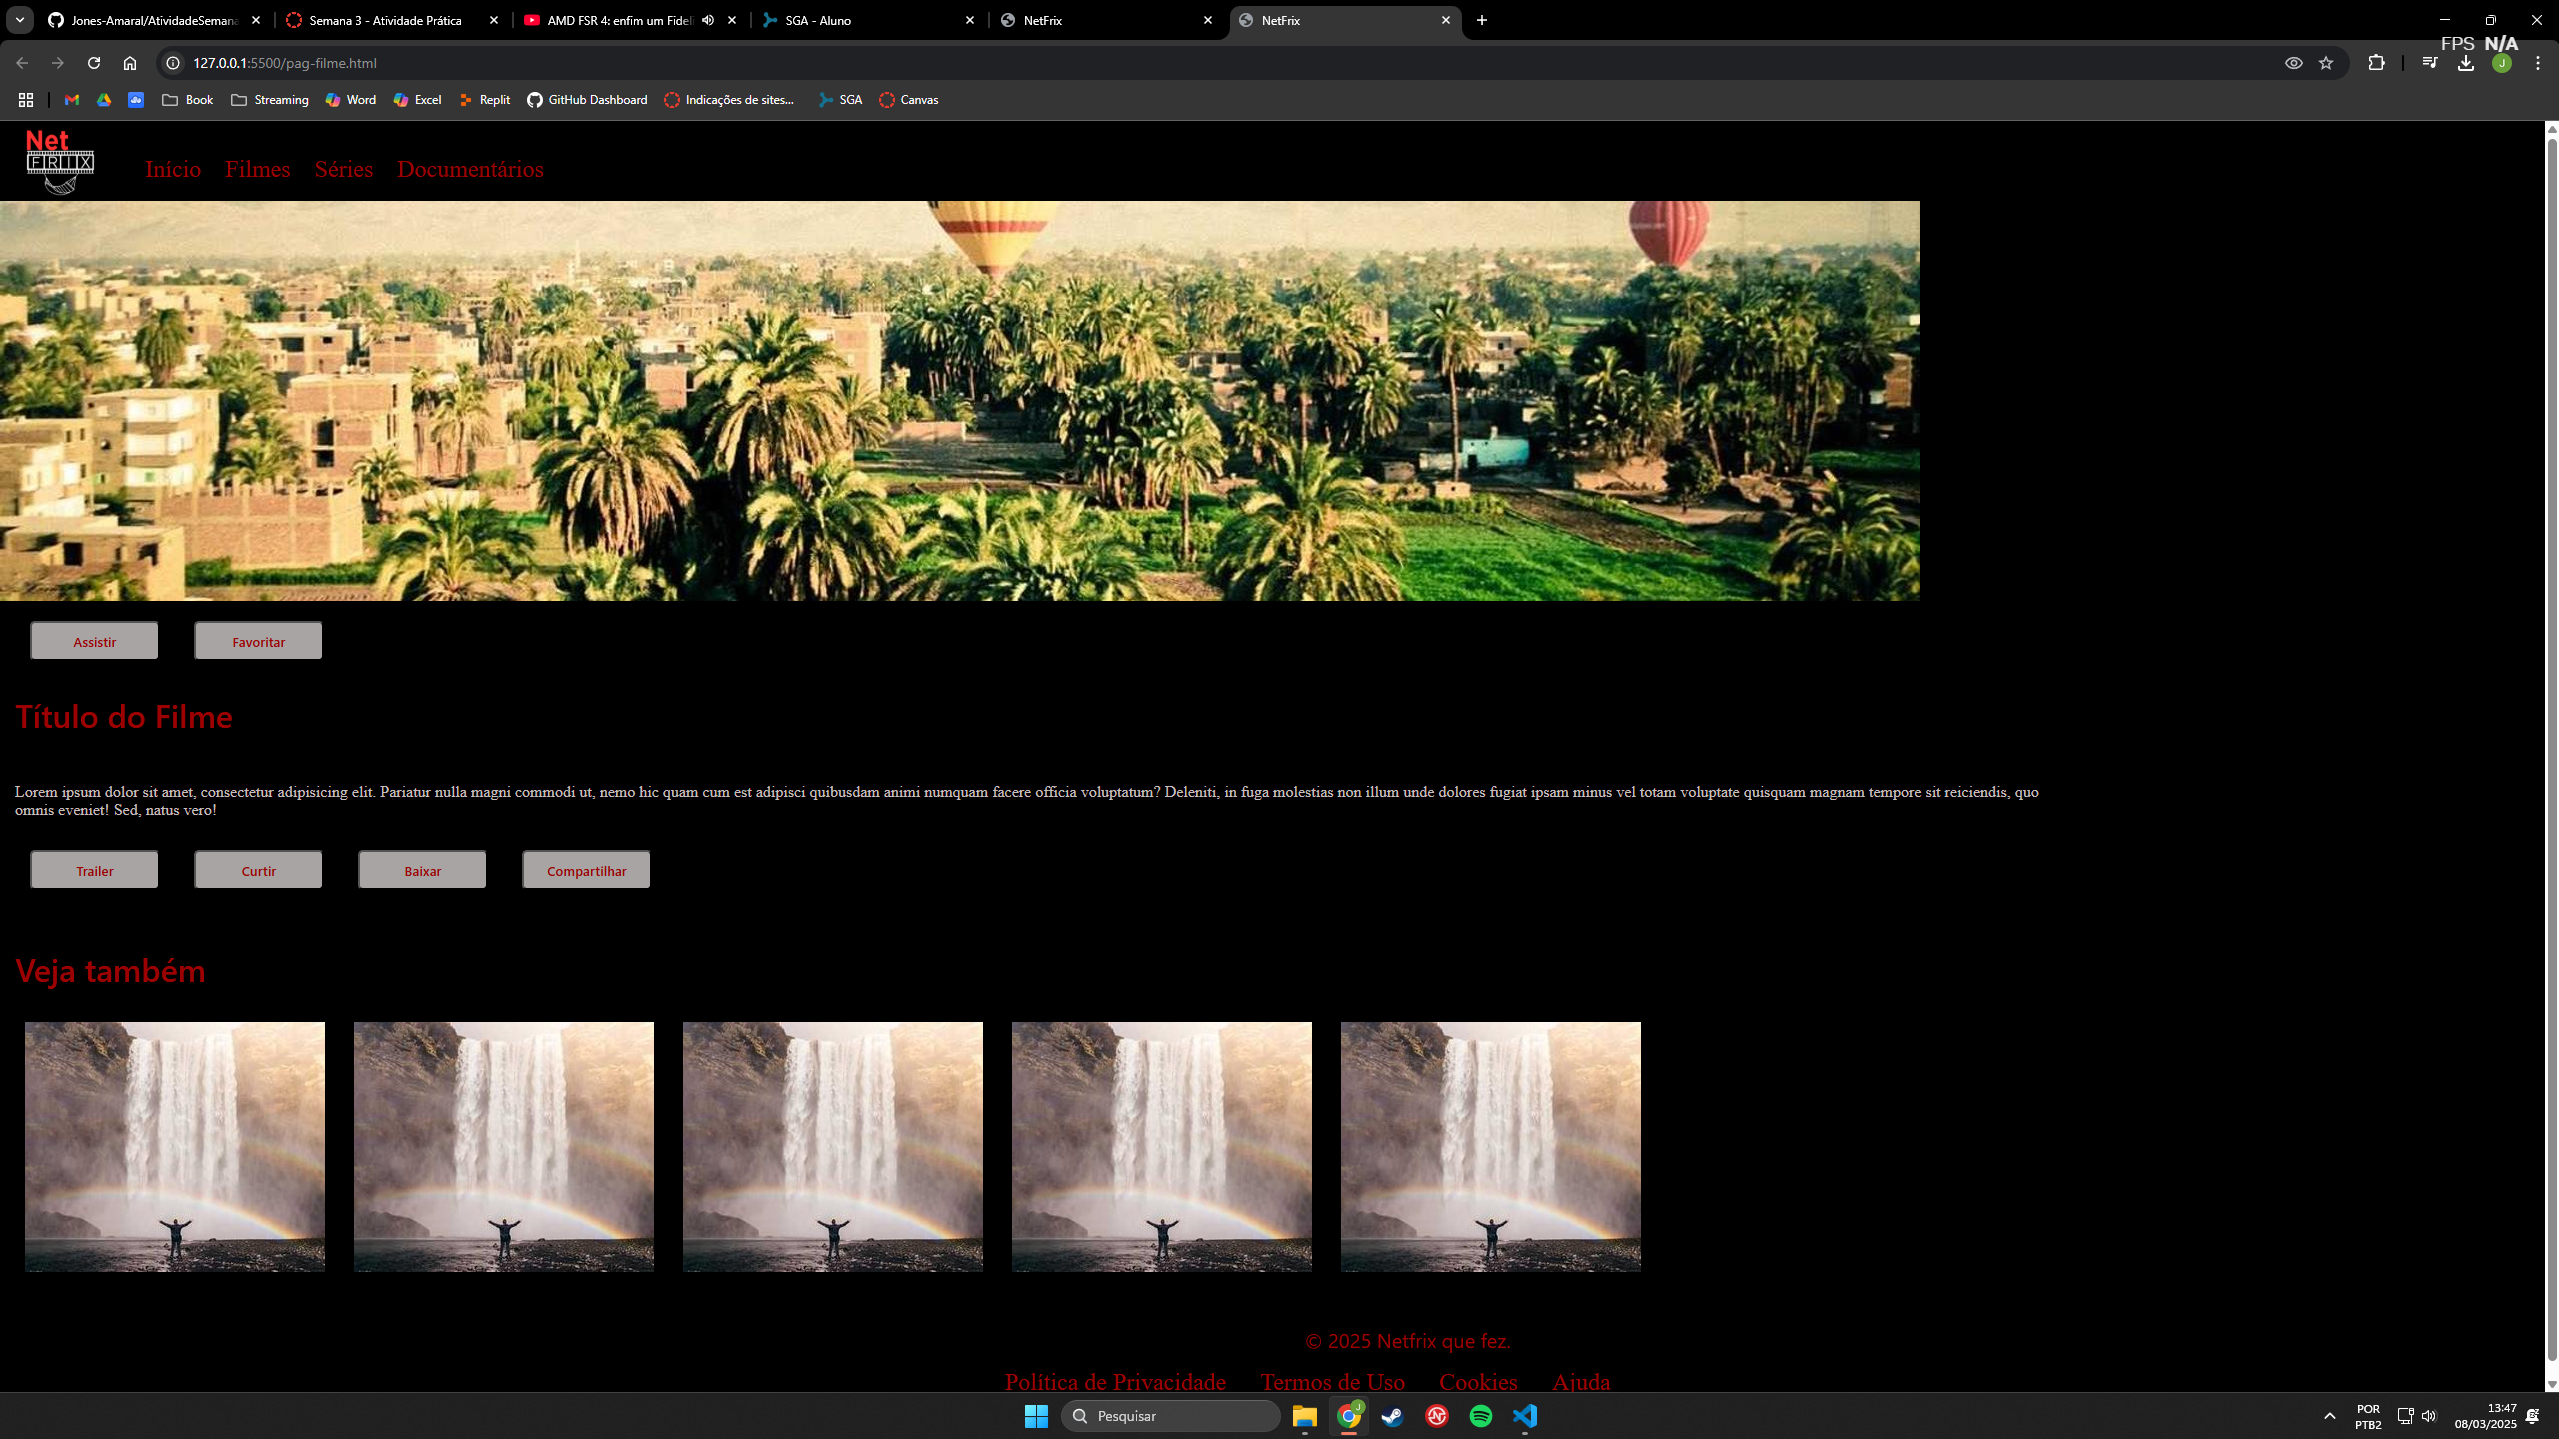 Jones-Amaral/AtividadeSemana
Semana 3 - Atividade Prática
AMD FSR 4: enfim um Fideli
SGA - Aluno
NetFrix
NetFrix
FPS N/A
127.0.0.1:5500/pag-filme.html
J
Book
Streaming
Word
Excel
Replit
GitHub Dashboard
Indicações de sites...
SGA
Canvas
Net
FRIX
Início
Filmes
Séries
Documentários
Assistir
Favoritar
Título do Filme
Lorem ipsum dolor sit amet, consectetur adipisicing elit. Pariatur nulla magni commodi ut, nemo hic quam cum est adipisci quibusdam animi numquam facere officia voluptatum? Deleniti, in fuga molestias non illum unde dolores fugiat ipsam minus vel totam voluptate quisquam magnam tempore sit reiciendis, quo
omnis eveniet! Sed, natus vero!
Trailer
Curtir
Baixar
Compartilhar
Veja também
© 2025 Netfrix que fez.
Política de Privacidade
Termos de Uso
Cookies
Ajuda
Pesquisar
J
POR
PTB2
13:47
08/03/2025